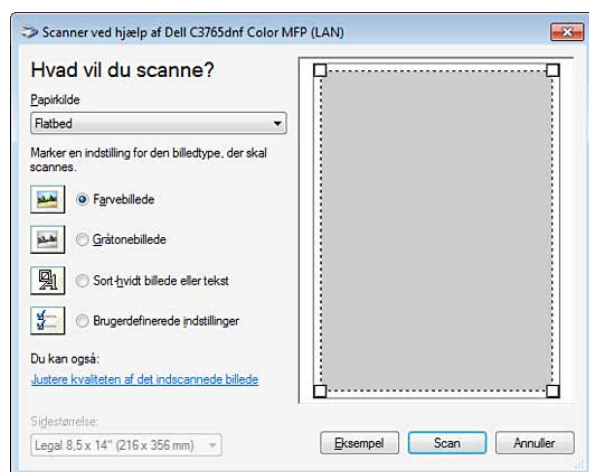 Scanner ved hjælp af Dell C3765dnf Color MFP (LAN)
Hvad vil du scanne?
Papirkilde
Flatbed
Marker en indstilling for den billedtype, der skal
scannes.
Farvebillede
Gråtonebillede
Sort-hvidt billede eller tekst
Brugerdefinerede indstillinger
Du kan også:
Justere kvaliteten af det indscannede billede
Sidestørrelse:
Legal 8,5 x 14" (216 x 356 mm)
Eksempel
Scan
Annuller